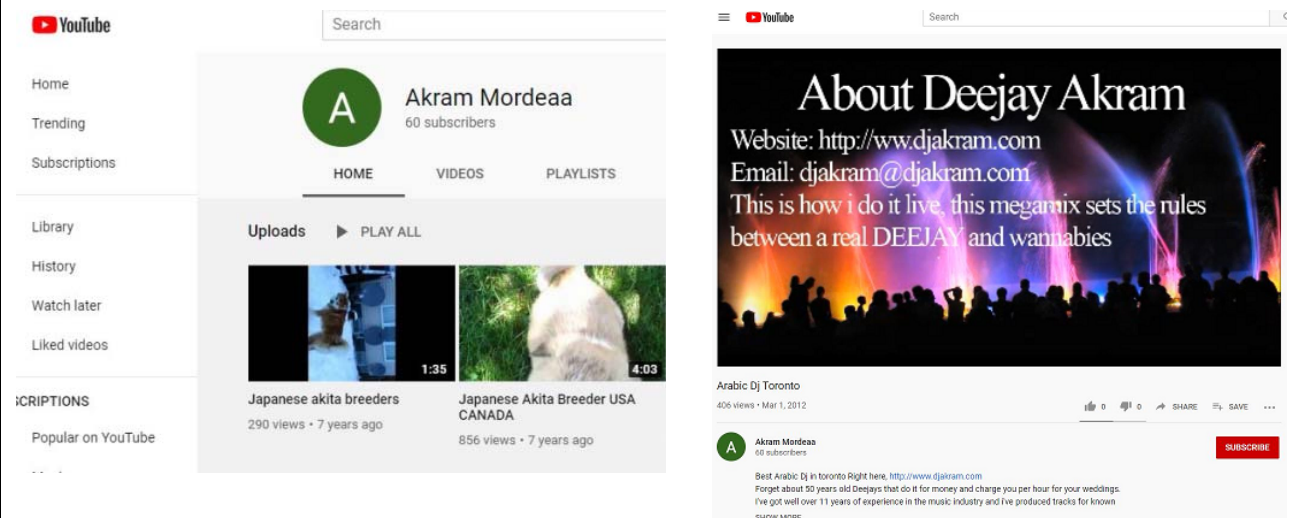 YouTube
Search
Home
Trending
Subscriptions
Library
History
Watch later
Liked videos
SCRIPTIONS
Popular on YouTube
A
Akram Mordeaa
60 subscribers
HOME VIDEOS PLAYLISTS
Uploads PLAY ALL
1:35
Japanese akita breeders
290 views • 7 years ago
4:03
Japanese Akita Breeder USA
CANADA
856 views • 7 years ago
YouTube
Search
About Deejay Akram
Website: http://ww.djakram.com
Email: djakram@djakram.com
This is how i do it live, this megamix sets the rules
between a real DEEJAY and wannabies
Arabic Dj Toronto
406 views • Mar 1, 2012
0 0 SHARE SAVE
A
Akram Mordeaa
60 subscribers
SUBSCRIBE
Best Arabic Dj in toronto Right here, http://www.djakram.com
Forget about 50 years old Deejays that do it for money and charge you per hour for your weddings.
I've got well over 11 years of experience in the music industry and i've produced tracks for known
SHOW MORE